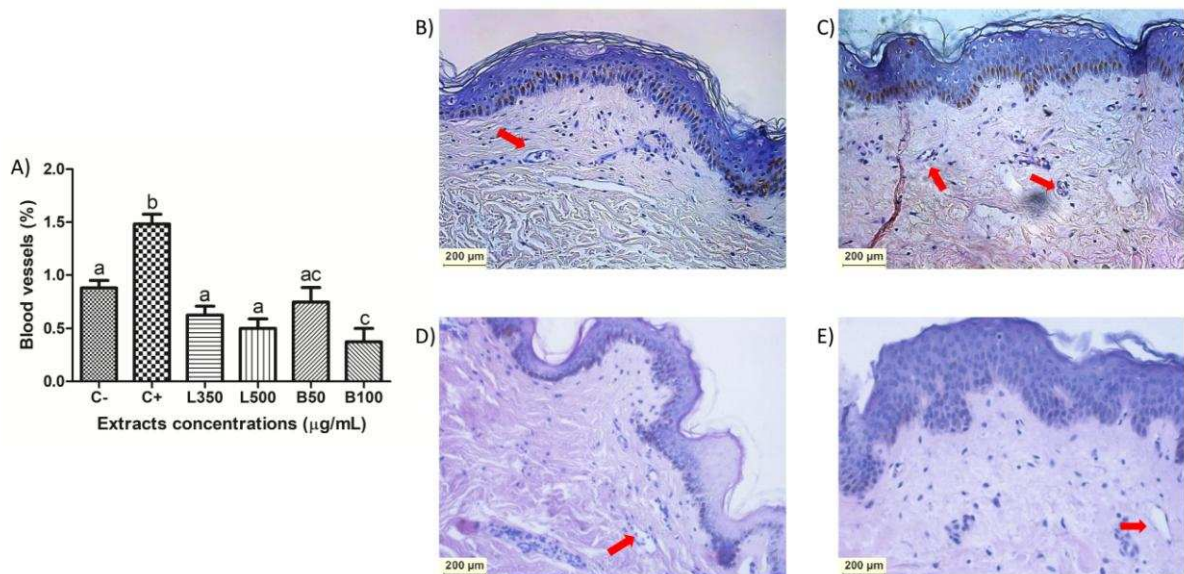 A)
Blood vessels (%)
2.0
1.5
1.0
0.5
0.0
a
b
a
a
ac
c
C- C+ L350 L500 B50 B100
Extracts concentrations (μg/mL)
B)
200 μm
C)
200 μm
D)
200 μm
E)
200 μm